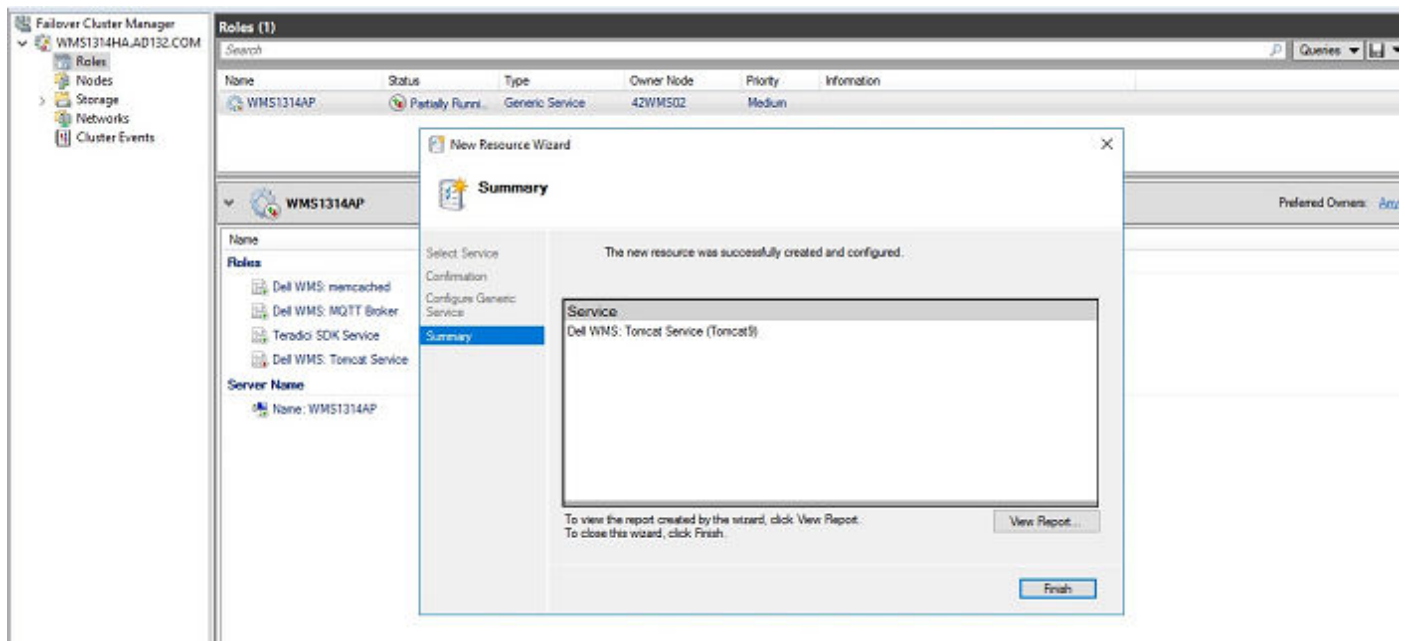 Failover Cluster Manager
WMS1314HA.AD132.COM
Roles
Nodes
Storage
Networks
Cluster Events
Roles (1)
Search
Queries
Name Status Type Owner Node Priority Information
WMS1314AP Partially Runni... Generic Service 42WMS02 Medium
New Resource Wizard
Summary
WMS1314AP
Preferred Owners: Any
Name
Roles
Dell WMS: memcached
Dell WMS: MQTT Broker
Teradici SDK Service
Dell WMS: Tomcat Service
Server Name
Name: WMS1314AP
Select Service
Confirmation
Configure Generic
Service
Summary
The new resource was successfully created and configured.
Service
Dell WMS: Tomcat Service (Tomcat9)
To view the report created by the wizard, click View Report.
To close this wizard, click Finish.
View Report...
Finish